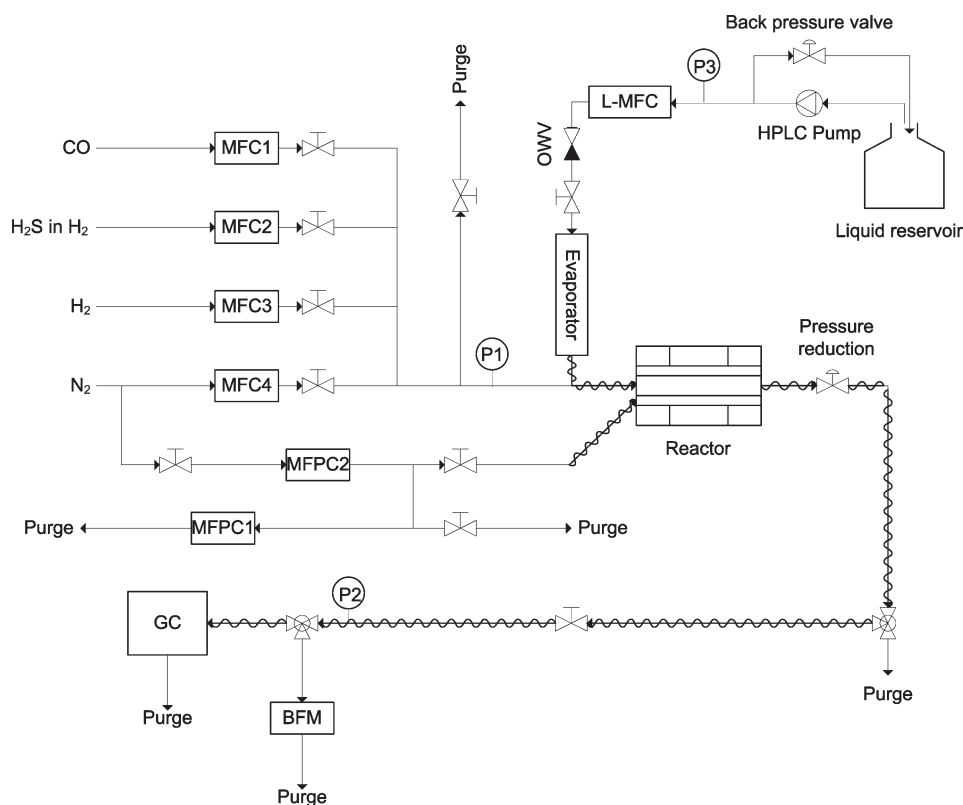 Back pressure valve
Purge
P3
L-MFC
HPLC Pump
OWV
CO
MFC1
H₂S in H₂
MFC2
Liquid reservoir
Evaporator
H₂
MFC3
P1
Pressure
reduction
N₂
MFC4
Reactor
MFPC2
Purge
MFPC1
Purge
P2
GC
Purge
Purge
BFM
Purge